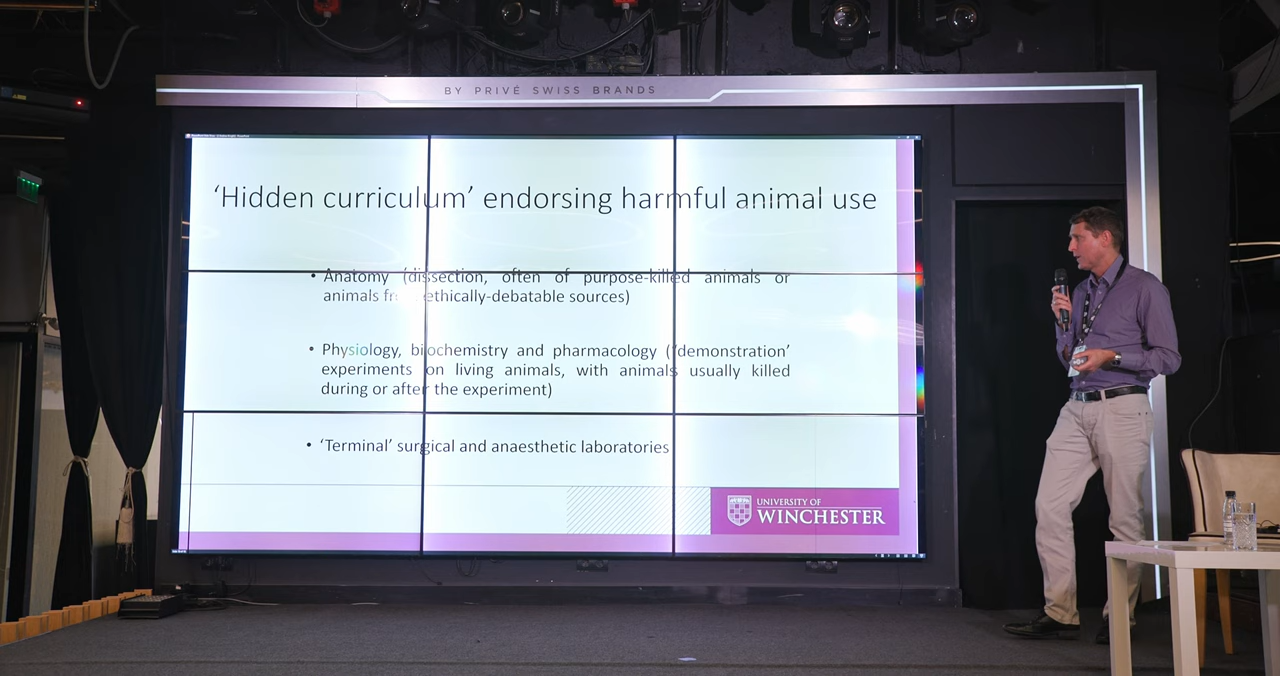 BY PRIVÉ SWISS BRANDS
‘Hidden curriculum’ endorsing harmful animal use
• Anatomy (dissection, often of purpose-killed animals or
animals ethically-debatable sources)
• Physiology, biochemistry and pharmacology (‘demonstration’
experiments on living animals, with animals usually killed
during or after the experiment)
• ‘Terminal’ surgical and anaesthetic laboratories
UNIVERSITY OF
WINCHESTER